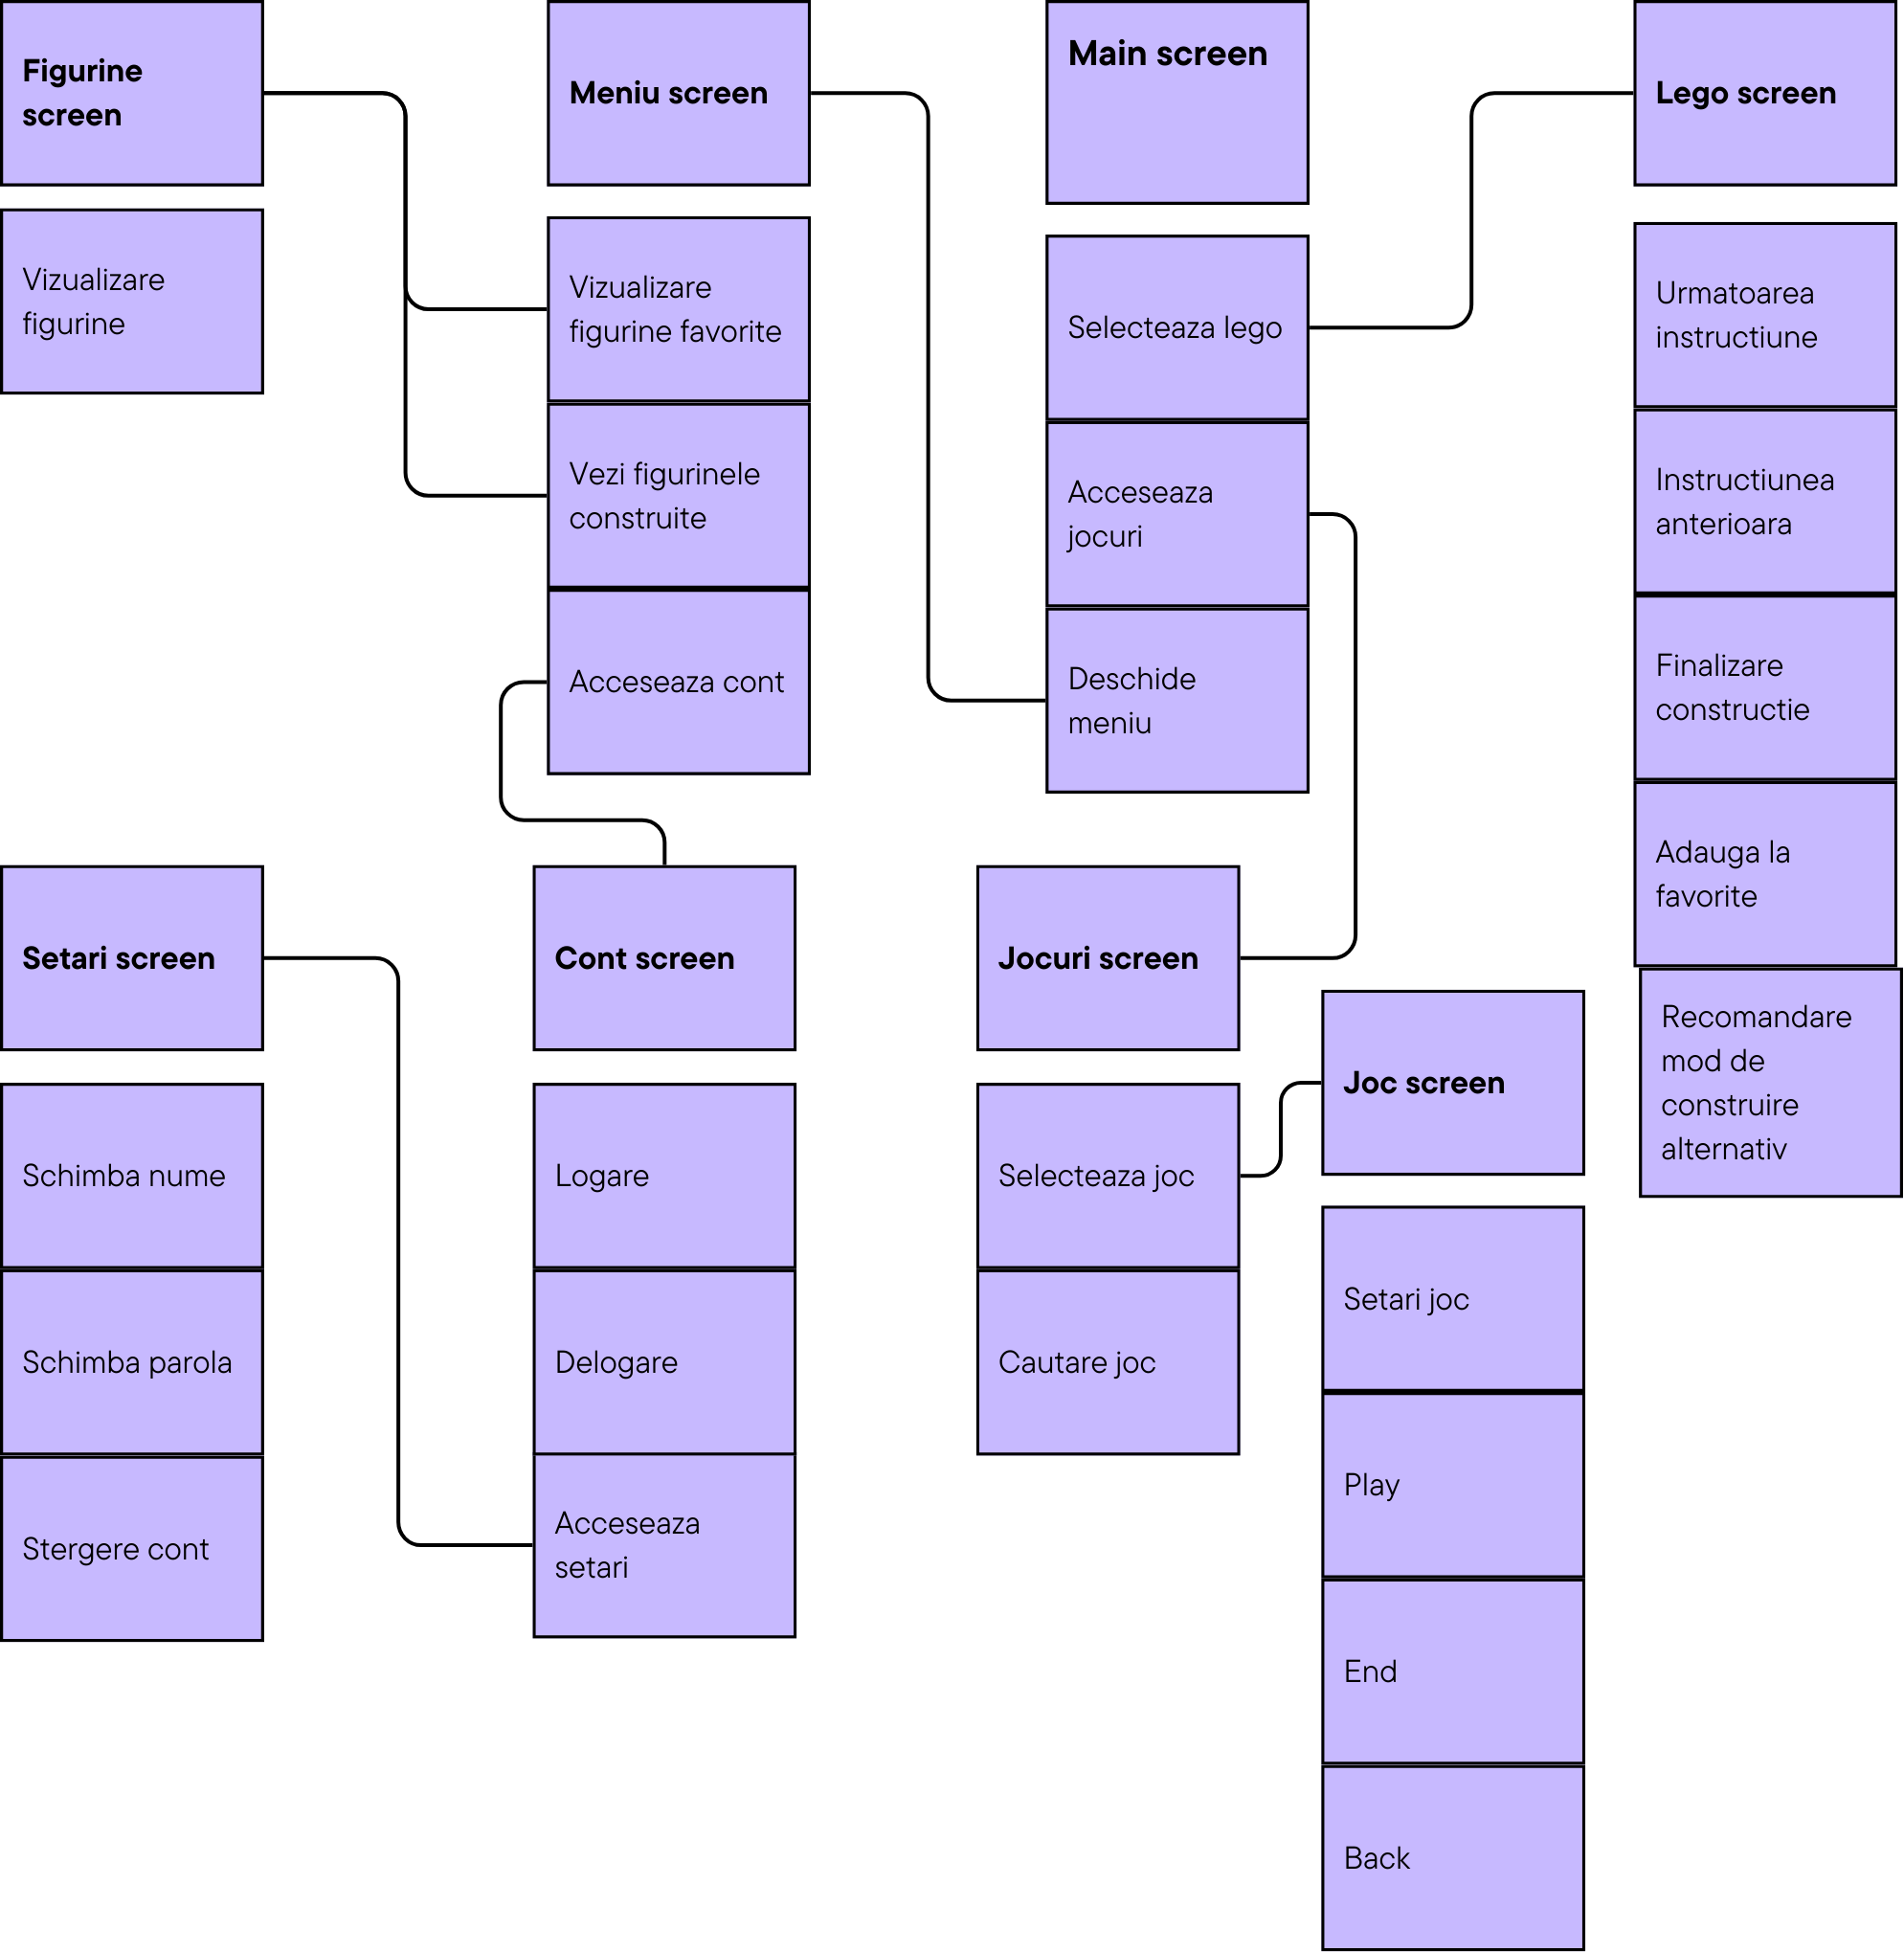 Figurine
screen
Vizualizare
figurine
Meniu screen
Vizualizare
figurine favorite
Vezi figurinele
construite
Acceseaza cont
Main screen
Selecteaza lego
Acceseaza
jocuri
Deschide
meniu
Lego screen
Urmatoarea
instructiune
Instructiunea
anterioara
Finalizare
constructie
Adauga la
favorite
Recomandare
mod de
construire
alternativ
Setari screen
Schimba nume
Schimba parola
Stergere cont
Cont screen
Logare
Delogare
Acceseaza
setari
Jocuri screen
Selecteaza joc
Cautare joc
Joc screen
Setari joc
Play
End
Back